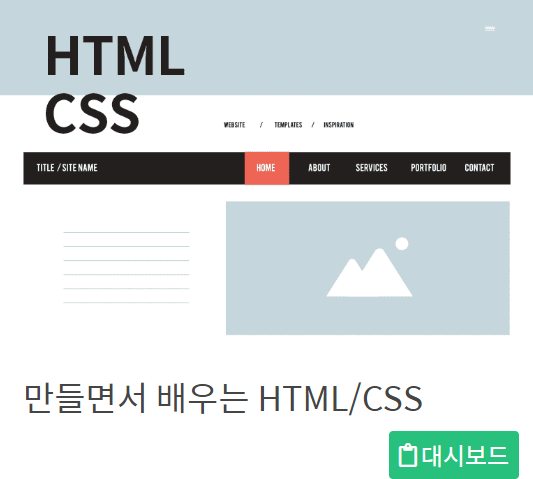 HTML
CSS
WEBSITE / TEMPLATES / INSPIRATION
TITLE / SITE NAME HOME ABOUT SERVICES PORTFOLIO CONTACT
만들면서 배우는 HTML/CSS
대시보드